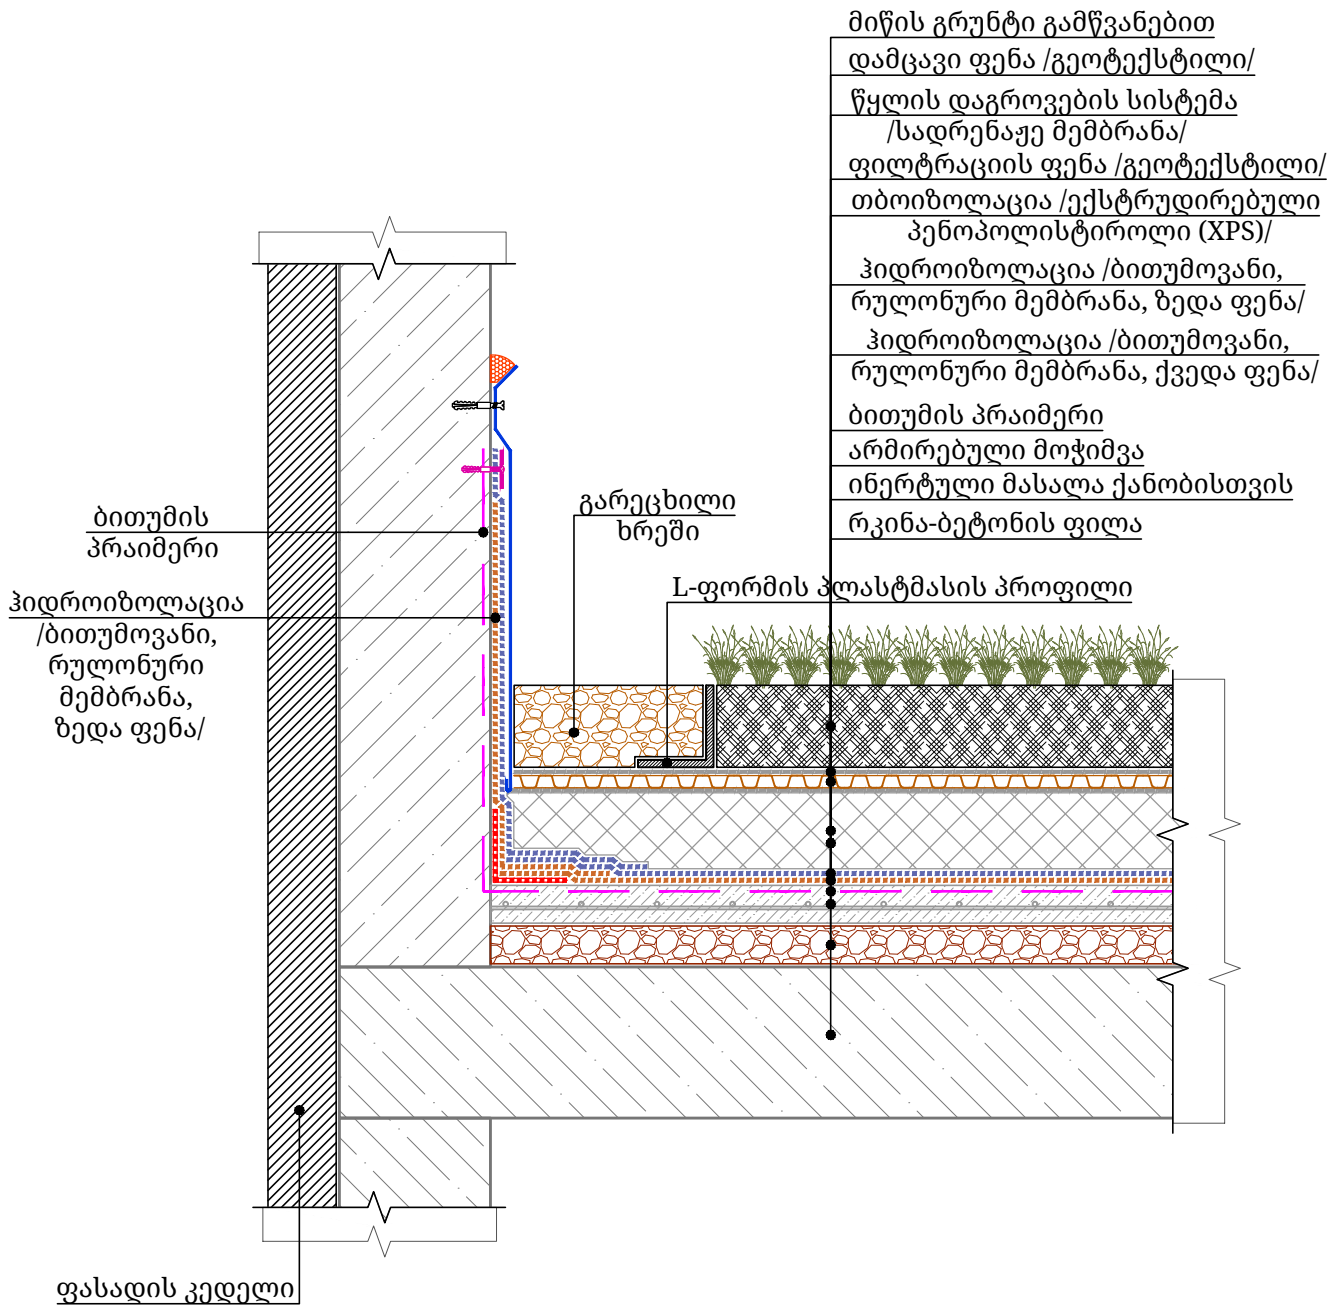 მიწის გრუნტი გამწვანებით
დამცავი ფენა /გეოტექსტილი/
წყლის დაგროვების სისტემა
/სადრენაჟე მემბრანა/
ფილტრაციის ფენა /გეოტექსტილი/
თბოიზოლაცია /ექსტრუდირებული
პენოპოლისტიროლი (XPS)/
ჰიდროიზოლაცია /ბითუმოვანი,
რულონური მემბრანა, ზედა ფენა/
ჰიდროიზოლაცია /ბითუმოვანი,
რულონური მემბრანა, ქვედა ფენა/
ბითუმის პრაიმერი
არმირებული მოჭიმვა
ინერტული მასალა ქანობისთვის
რკინა-ბეტონის ფილა
გარეცხილი
ხრეში
L-ფორმის პლასტმასის პროფილი
ბითუმის
პრაიმერი
ჰიდროიზოლაცია
/ბითუმოვანი,
რულონური
მემბრანა,
ზედა ფენა/
ფასადის კედელი